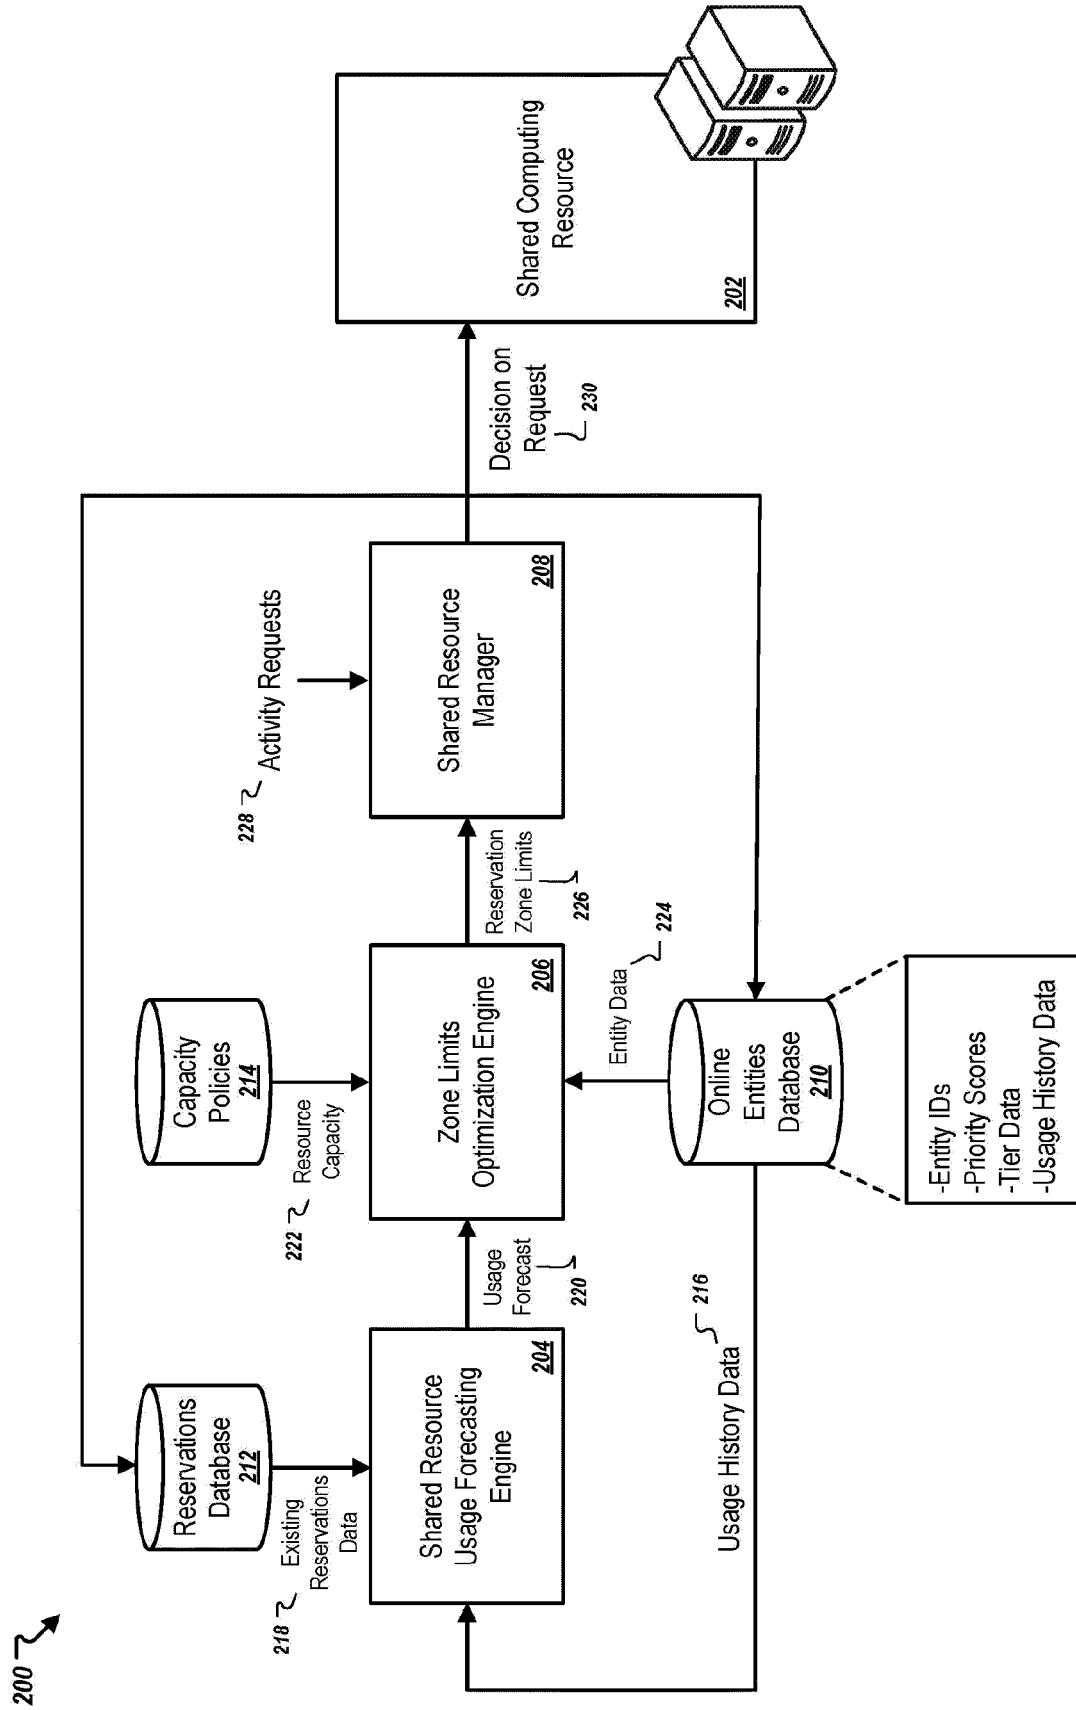 200
Reservations
Database
212
218
Existing
Reservations
Data
Shared Resource
Usage Forecasting
Engine
204
Usage
Forecast
220
Capacity
Policies
214
222
Resource
Capacity
Zone Limits
Optimization Engine
206
Reservation
Zone Limits
226
228
Activity Requests
Shared Resource
Manager
208
Decision on
Request
230
Shared Computing
Resource
202
Usage History Data
216
Entity Data
224
Online
Entities
Database
210
-Entity IDs
-Priority Scores
-Tier Data
-Usage History Data